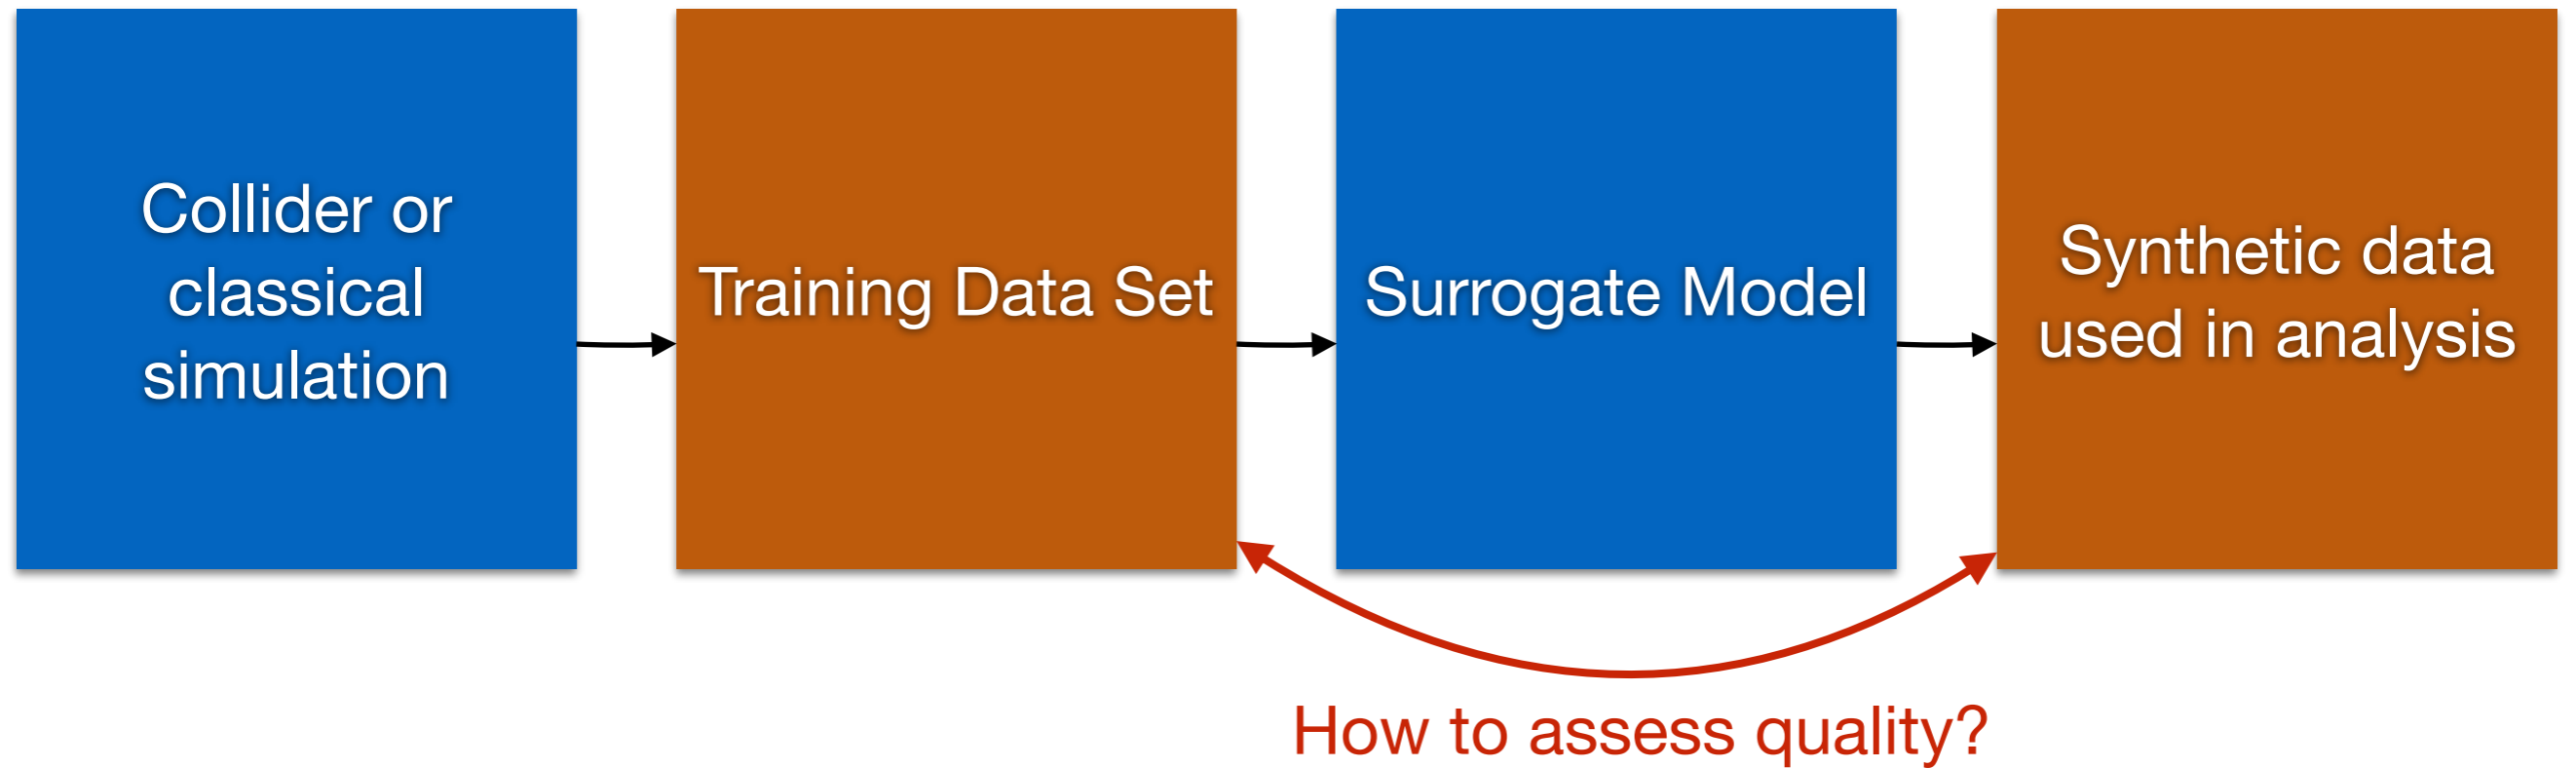 Collider or
classical
simulation
Training Data Set
Surrogate Model
Synthetic data
used in analysis
How to assess quality?